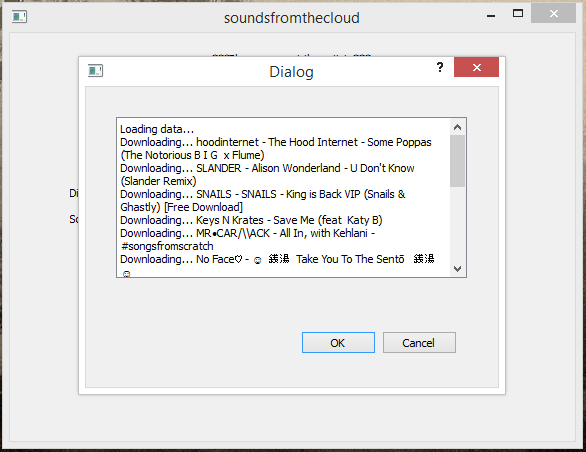 soundsfromthecloud
Dialog
?
Loading data...
Downloading... hoodinternet - The Hood Internet - Some Poppas
(The Notorious B I G  x Flume)
Downloading... SLANDER - Alison Wonderland - U Don't Know
(Slander Remix)
Downloading... SNAILS - SNAILS - King is Back VIP (Snails &
Ghastly) [Free Download]
Downloading... Keys N Krates - Save Me (feat  Katy B)
Downloading... MR•CAR/\\ACK - All In, with Kehlani -
#songsfromscratch
Downloading... No Face♡ - ☺ 銭湯 Take You To The Sentō 銭湯
☺
Di
So
OK
Cancel